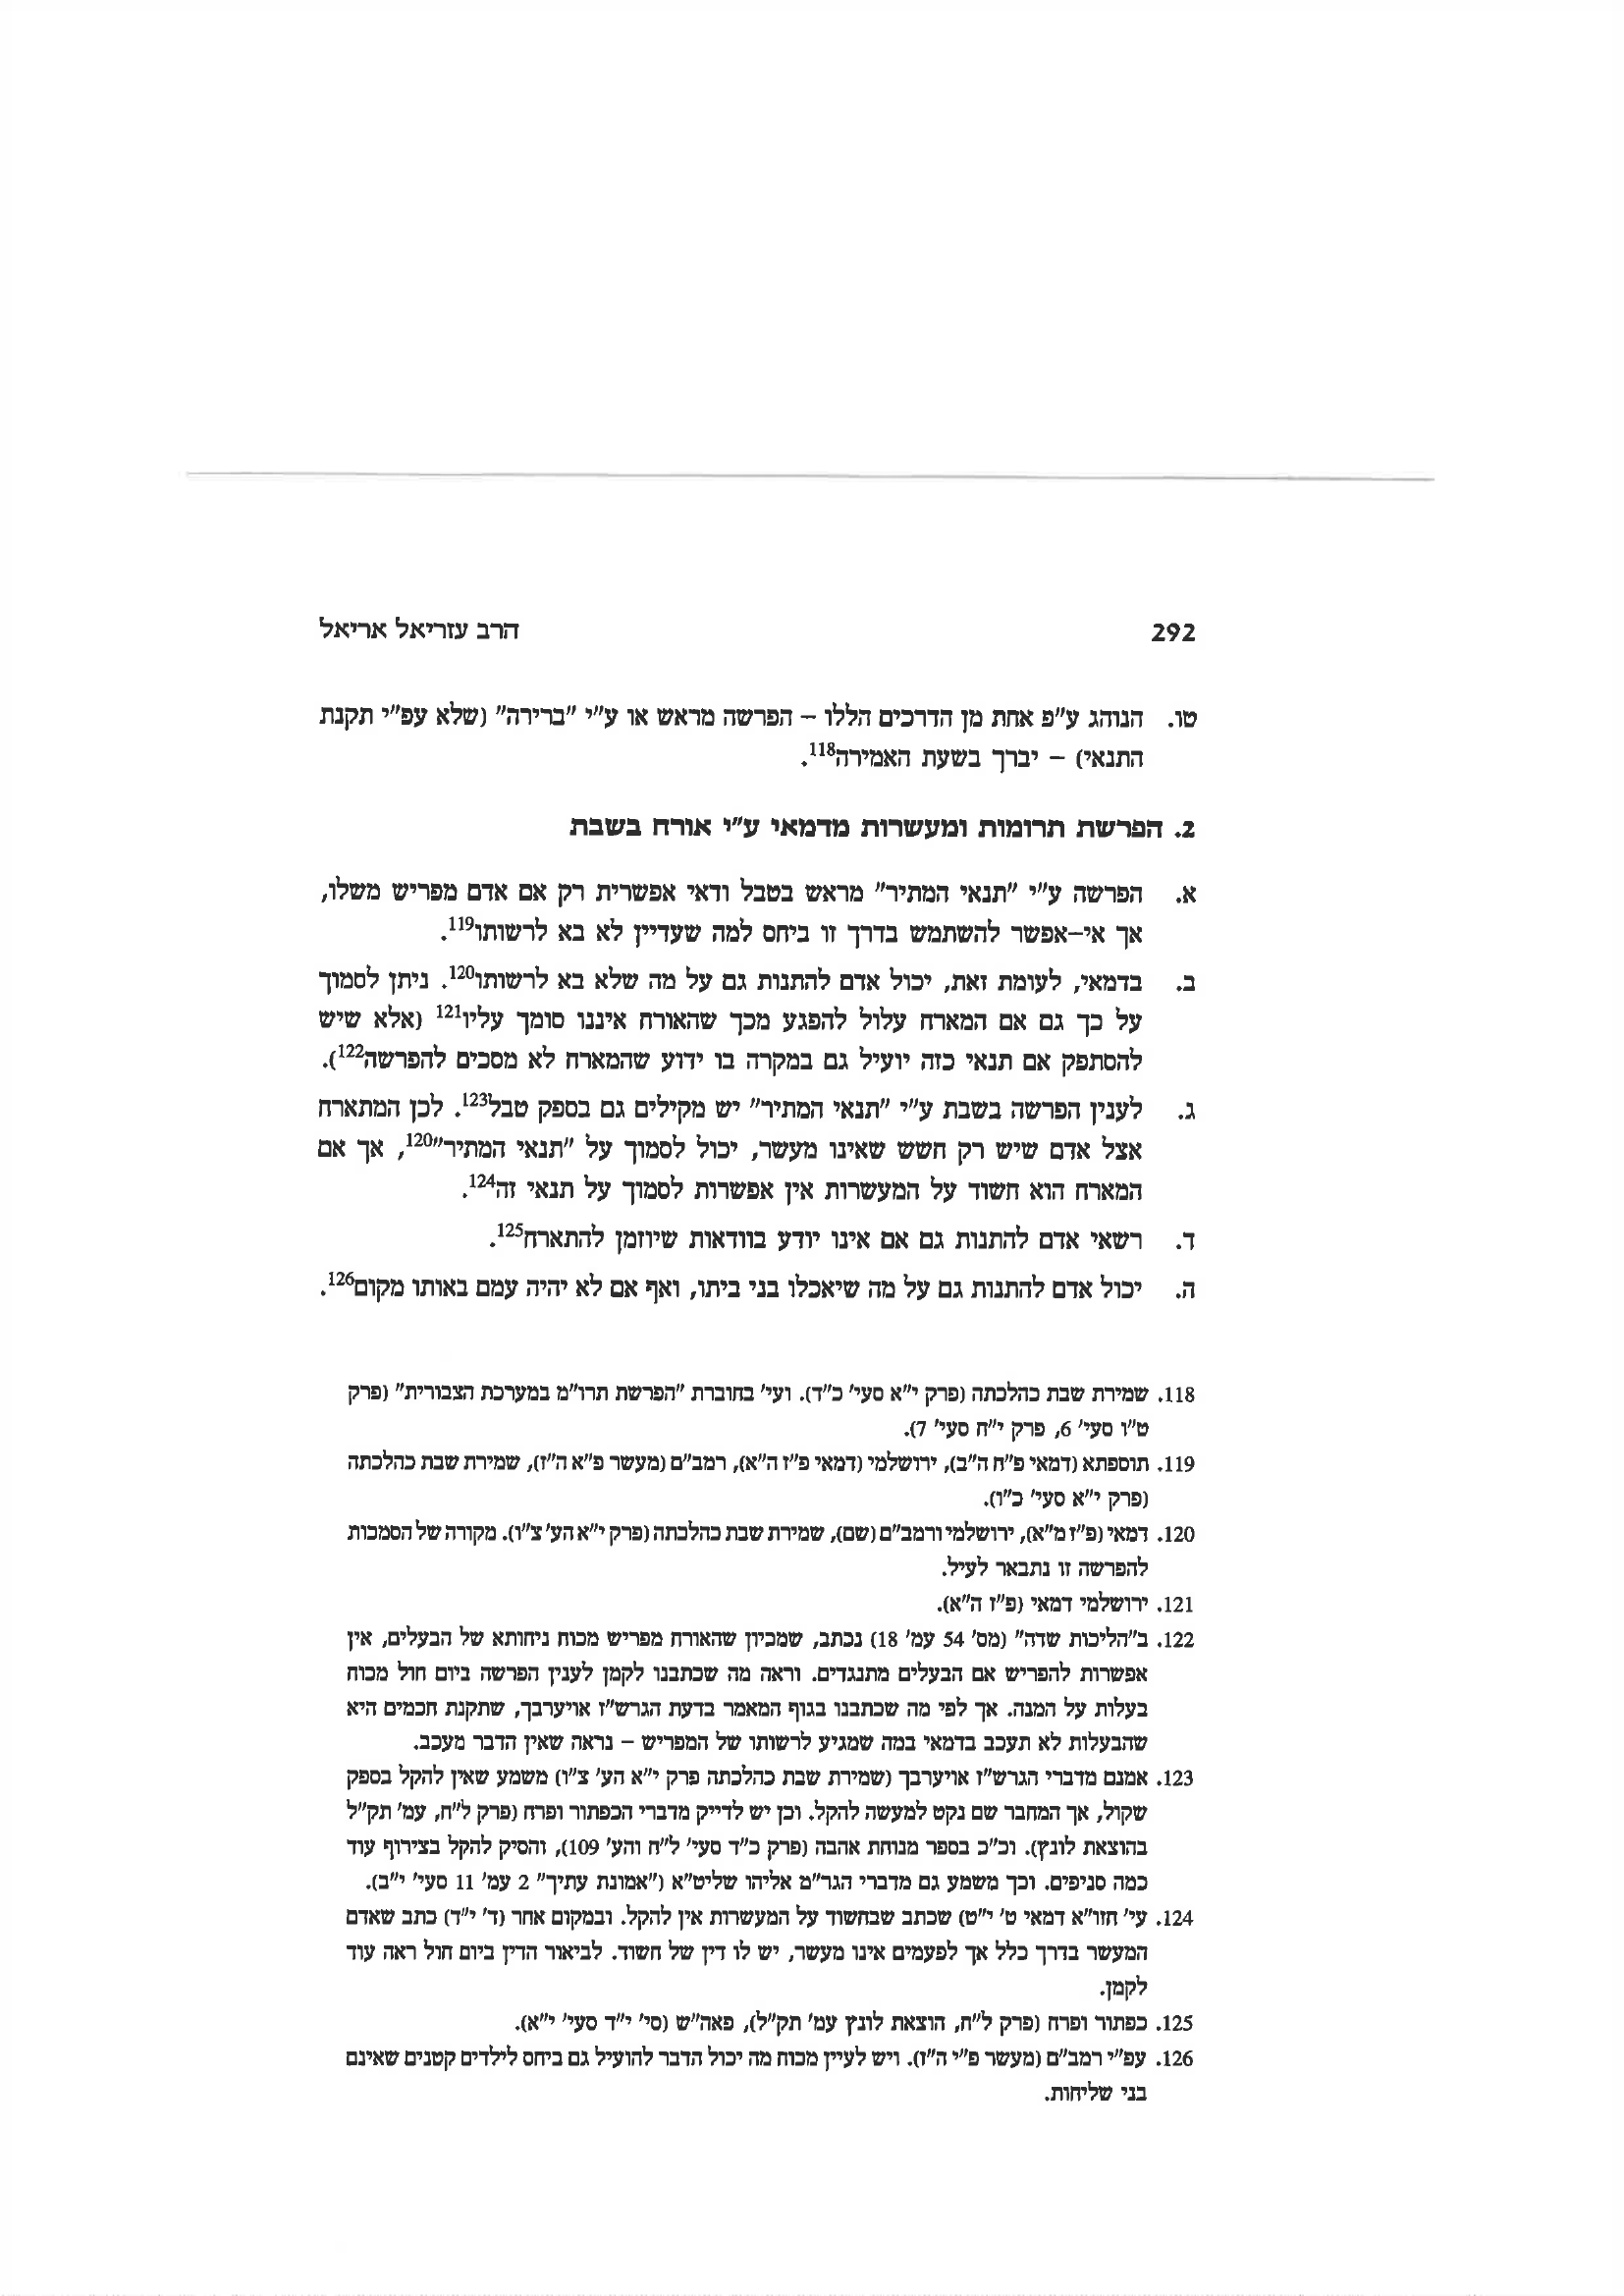 292
הרב עזריאל אריאל
טו. הנוהג ע"פ אחת מן הדרכים הללו – הפרשה מראש או ע"י "ברירה" (שלא עפ"י תקנת
התנאי) – יברך בשעת האמירה118.
2. הפרשת תרומות ומעשרות מדמאי ע"י אורח בשבת
א. הפרשה ע"י "תנאי המתיר" מראש בטבל ודאי אפשרית רק אם אדם מפריש משלו,
אך אי–אפשר להשתמש בדרך זו ביחס למה שעדיין לא בא לרשותו119.
ב. בדמאי, לעומת זאת, יכול אדם להתנות גם על מה שלא בא לרשותו120. ניתן לסמוך
על כך גם אם המארח עלול להפגע מכך שהאורח איננו סומך עליו121 (אלא שיש
להסתפק אם תנאי כזה יועיל גם במקרה בו ידוע שהמארח לא מסכים להפרשה122).
ג. לענין הפרשה בשבת ע"י "תנאי המתיר" יש מקילים גם בספק טבל123. לכן המתארח
אצל אדם שיש רק חשש שאינו מעשר, יכול לסמוך על "תנאי המתיר"120, אך אם
המארח הוא חשוד על המעשרות אין אפשרות לסמוך על תנאי זה124.
ד. רשאי אדם להתנות גם אם אינו יודע בוודאות שיוזמן להתארח125.
ה. יכול אדם להתנות גם על מה שיאכלו בני ביתו, ואף אם לא יהיה עמם באותו מקום126.
118. שמירת שבת כהלכתה (פרק י"א סעי' כ"ד). ועי' בחוברת "הפרשת תרו"מ במערכת הצבורית" (פרק
ט"ו סעי' 6, פרק י"ח סעי' 7).
119. תוספתא (דמאי פ"ח ה"ב), ירושלמי (דמאי פ"ז ה"א), רמב"ם (מעשר פ"א ה"ז), שמירת שבת כהלכתה
(פרק י"א סעי' כ"ו).
120. דמאי (פ"ז מ"א), ירושלמי ורמב"ם (שם), שמירת שבת כהלכתה (פרק י"א הע' צ"ו). מקורה של הסמכות
להפרשה זו נתבאר לעיל.
121. ירושלמי דמאי (פ"ז ה"א).
122. ב"הליכות שדה" (מס' 54 עמ' 18) נכתב, שמכיון שהאורח מפריש מכוח ניחותא של הבעלים, אין
אפשרות להפריש אם הבעלים מתנגדים. וראה מה שכתבנו לקמן לענין הפרשה ביום חול מכוח
בעלות על המנה. אך לפי מה שכתבנו בגוף המאמר בדעת הגרש"ז אויערבך, שתקנת חכמים היא
שהבעלות לא תעכב בדמאי במה שמגיע לרשותו של המפריש – נראה שאין הדבר מעכב.
123. אמנם מדברי הגרש"ז אויערבך (שמירת שבת כהלכתה פרק י"א הע' צ"ו) משמע שאין להקל בספק
שקול, אך המחבר שם נקט למעשה להקל. וכן יש לדייק מדברי הכפתור ופרח (פרק ל"ח, עמ' תק"ל
בהוצאת לונץ). וכ"כ בספר מנוחת אהבה (פרק כ"ד סעי' ל"ח והע' 109), והסיק להקל בצירוף עוד
כמה סניפים. וכך משמע גם מדברי הגר"מ אליהו שליט"א ("אמונת עתיך" 2 עמ' 11 סעי' י"ב).
124. עי' חזו"א דמאי ט' י"ט) שכתב שבחשוד על המעשרות אין להקל. ובמקום אחר (ד' י"ד) כתב שאדם
המעשר בדרך כלל אך לפעמים אינו מעשר, יש לו דין של חשוד. לביאור הדין ביום חול ראה עוד
לקמן.
125. כפתור ופרח (פרק ל"ח, הוצאת לונץ עמ' תק"ל), פאה"ש (סי' י"ד סעי' י"א).
126. עפ"י רמב"ם (מעשר פ"י ה"ו). ויש לעיין מכוח מה יכול הדבר להועיל גם ביחס לילדים קטנים שאינם
בני שליחות.